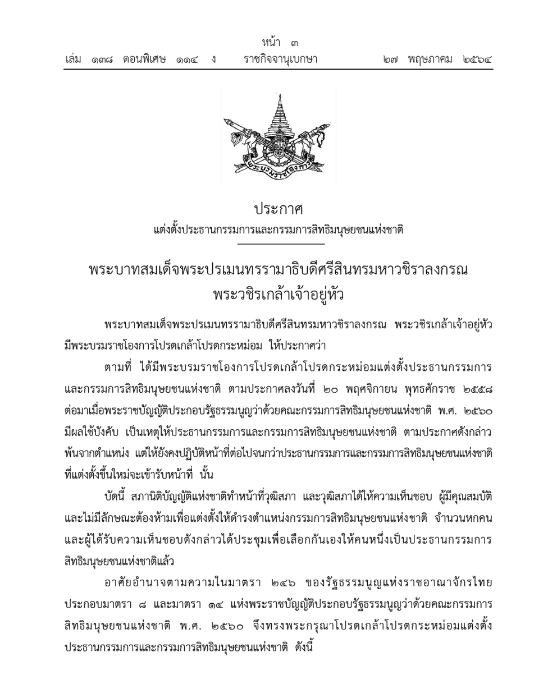 หน้า ๓
เล่ม ๑๓๘ ตอนพิเศษ ๑๑๔ ง ราชกิจจานุเบกษา ๒๗ พฤษภาคม ๒๕๖๔
พระบรมราชโองการ
ประกาศ
แต่งตั้งประธานกรรมการและกรรมการสิทธิมนุษยชนแห่งชาติ
พระบาทสมเด็จพระปรเมนทรรามาธิบดีศรีสินทรมหาวชิราลงกรณ
พระวชิรเกล้าเจ้าอยู่หัว
พระบาทสมเด็จพระปรเมนทรรามาธิบดีศรีสินทรมหาวชิราลงกรณ พระวชิรเกล้าเจ้าอยู่หัว
มีพระบรมราชโองการโปรดเกล้าโปรดกระหม่อม ให้ประกาศว่า
ตามที่ ได้มีพระบรมราชโองการโปรดเกล้าโปรดกระหม่อมแต่งตั้งประธานกรรมการ
และกรรมการสิทธิมนุษยชนแห่งชาติ ตามประกาศลงวันที่ ๒๐ พฤศจิกายน พุทธศักราช ๒๕๕๘
ต่อมาเมื่อพระราชบัญญัติประกอบรัฐธรรมนูญว่าด้วยคณะกรรมการสิทธิมนุษยชนแห่งชาติ พ.ศ. ๒๕๖๐
มีผลใช้บังคับ เป็นเหตุให้ประธานกรรมการและกรรมการสิทธิมนุษยชนแห่งชาติ ตามประกาศดังกล่าว
พ้นจากตำแหน่ง แต่ให้ยังคงปฏิบัติหน้าที่ต่อไปจนกว่าประธานกรรมการและกรรมการสิทธิมนุษยชนแห่งชาติ
ที่แต่งตั้งขึ้นใหม่จะเข้ารับหน้าที่ นั้น
บัดนี้ สภานิติบัญญัติแห่งชาติทำหน้าที่วุฒิสภา และวุฒิสภาได้ให้ความเห็นชอบ ผู้มีคุณสมบัติ
และไม่มีลักษณะต้องห้ามเพื่อแต่งตั้งให้ดำรงตำแหน่งกรรมการสิทธิมนุษยชนแห่งชาติ จำนวนหกคน
และผู้ได้รับความเห็นชอบดังกล่าวได้ประชุมเพื่อเลือกกันเองให้คนหนึ่งเป็นประธานกรรมการ
สิทธิมนุษยชนแห่งชาติแล้ว
อาศัยอำนาจตามความในมาตรา ๒๔๖ ของรัฐธรรมนูญแห่งราชอาณาจักรไทย
ประกอบมาตรา ๘ และมาตรา ๑๔ แห่งพระราชบัญญัติประกอบรัฐธรรมนูญว่าด้วยคณะกรรมการ
สิทธิมนุษยชนแห่งชาติ พ.ศ. ๒๕๖๐ จึงทรงพระกรุณาโปรดเกล้าโปรดกระหม่อมแต่งตั้ง
ประธานกรรมการและกรรมการสิทธิมนุษยชนแห่งชาติ ดังนี้